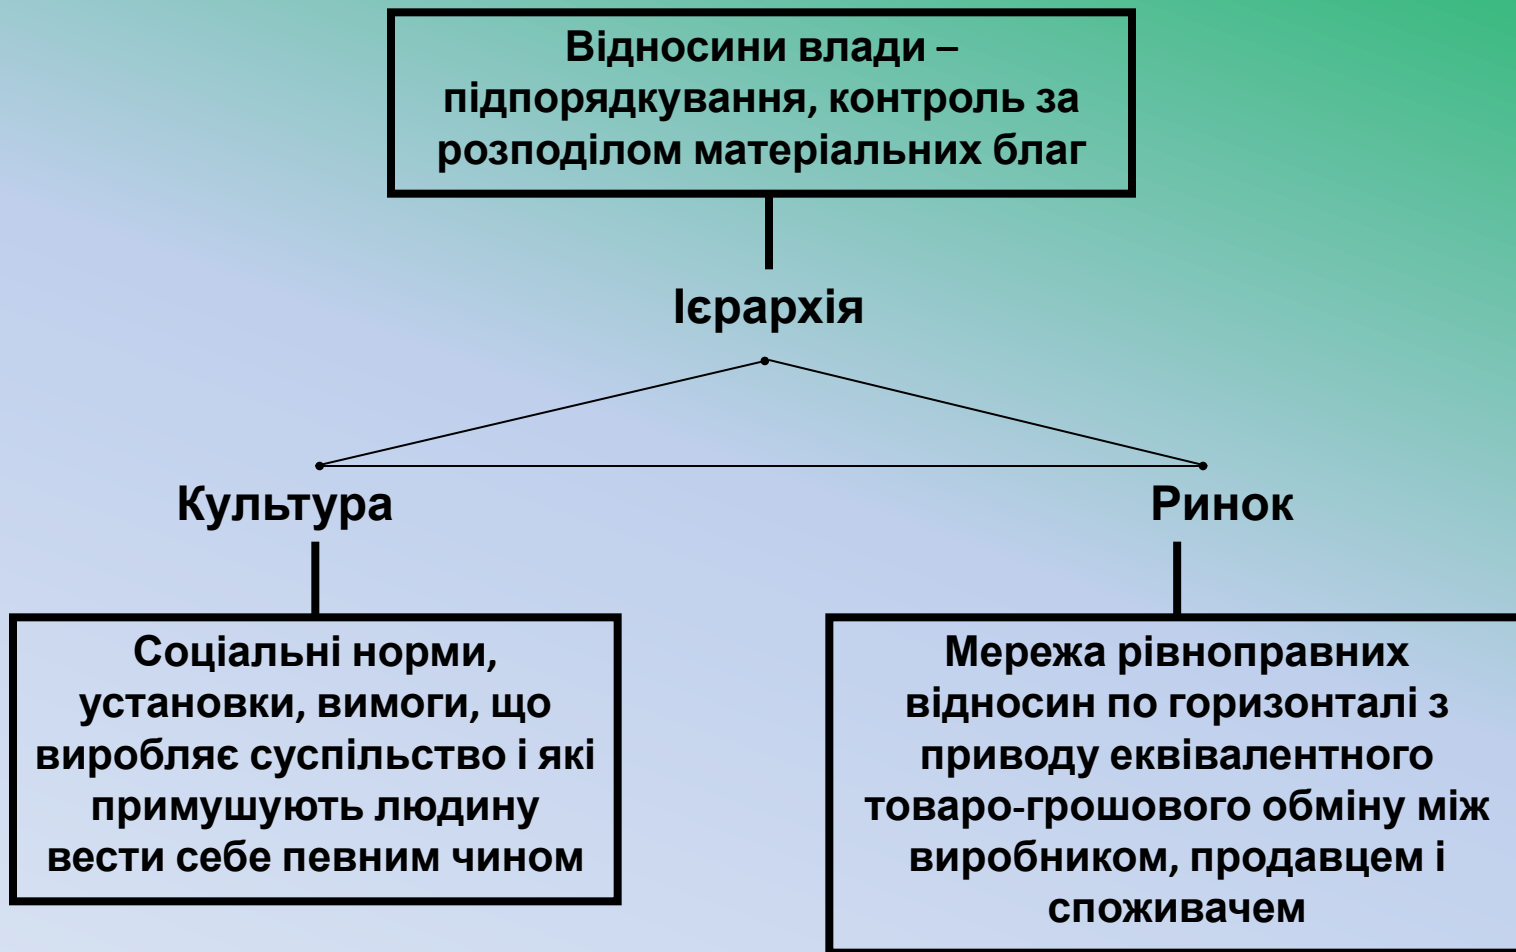 Відносини влади –
підпорядкування, контроль за
розподілом матеріальних благ
Ієрархія
Культура
Ринок
Соціальні норми,
установки, вимоги, що
виробляє суспільство і які
примушують людину
вести себе певним чином
Мережа рівноправних
відносин по горизонталі з
приводу еквівалентного
товаро-грошового обміну між
виробником, продавцем і
споживачем